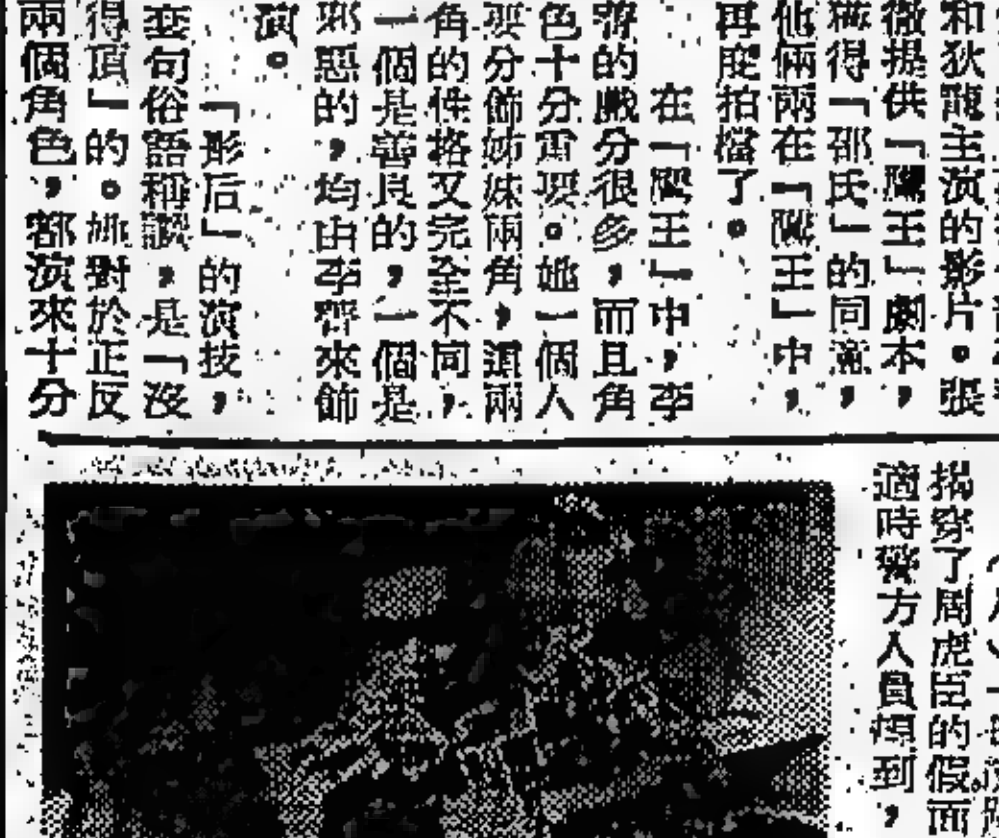 和狄龍主演的影片。張
徹提供「王」劇本,
獲得「邵氏」的同意,
他倆兩在「王」中,
再度拍檔了。
在「王」中,李
菁的戲分很多,而且角
色十分重要。她一個人
要分飾姊妹兩角,這兩
角的性格又完全不同,
一個是善良的,一個是
邪惡的,均由李菁來飾
演。
「影后」的演技,
套句俗語稱讚,是「沒
得頂」的。她對於正反
兩個角色,都演來十分
揭穿了周虎臣的假面
適時警方人員趕到,